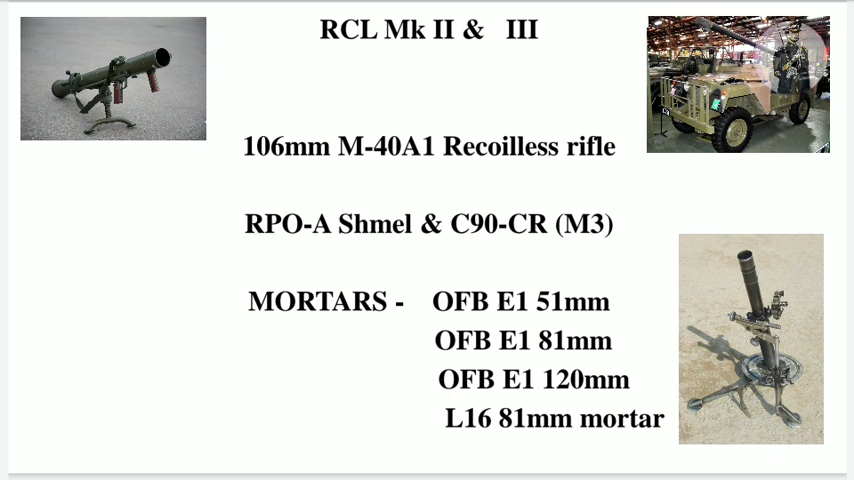 RCL Mk II & III
106mm M-40A1 Recoilless rifle
RPO-A Shmel & C90-CR (M3)
MORTARS - OFB E1 51mm
OFB E1 81mm
OFB E1 120mm
L16 81mm mortar